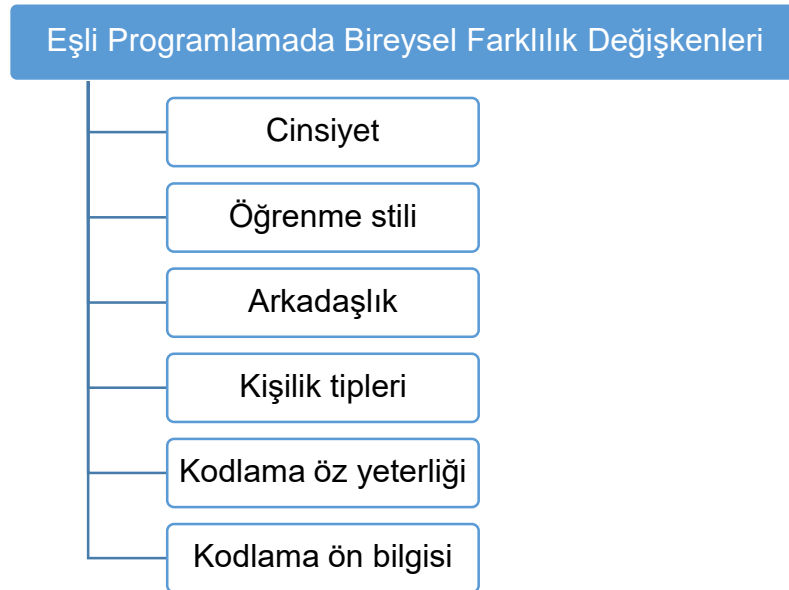 Eşli Programlamada Bireysel Farklılık Değişkenleri
Cinsiyet
Öğrenme stili
Arkadaşlık
Kişilik tipleri
Kodlama öz yeterliği
Kodlama ön bilgisi